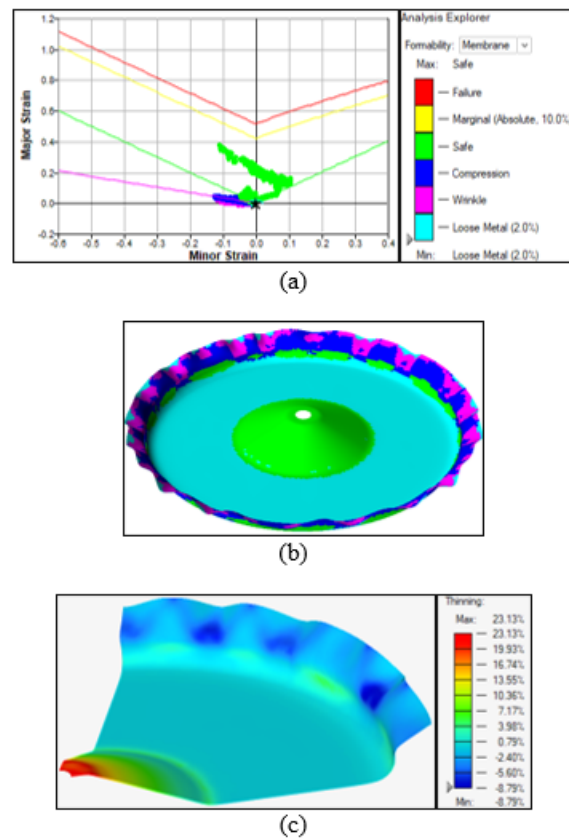 1.2
1.0
0.8
0.6
0.4
0.2
0.0
0.2
-0.6 -0.5 -0.4 -0.3 -0.2 -0.1 0.0 0.1 0.2 0.3 0.4
Major Strain
Minor Strain
Analysis Explorer
Formability: Membrane
Max: Safe
Failure
Marginal (Absolute, 10.0%
Safe
Compression
Wrinkle
Loose Metal (2.0%)
Min: Loose Metal (2.0%)
(a)
(b)
Thinning:
Max: 23.13%
23.13%
19.93%
16.74%
13.55%
10.36%
7.17%
3.98%
0.79%
-2.40%
-5.60%
-8.79%
Min: -8.79%
(c)